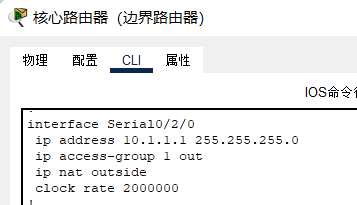 核心路由器（边界路由器）
物理 配置 CLI 属性
IOS命令行
!
interface Serial0/2/0
 ip address 10.1.1.1 255.255.255.0
 ip access-group 1 out
 ip nat outside
 clock rate 2000000
!